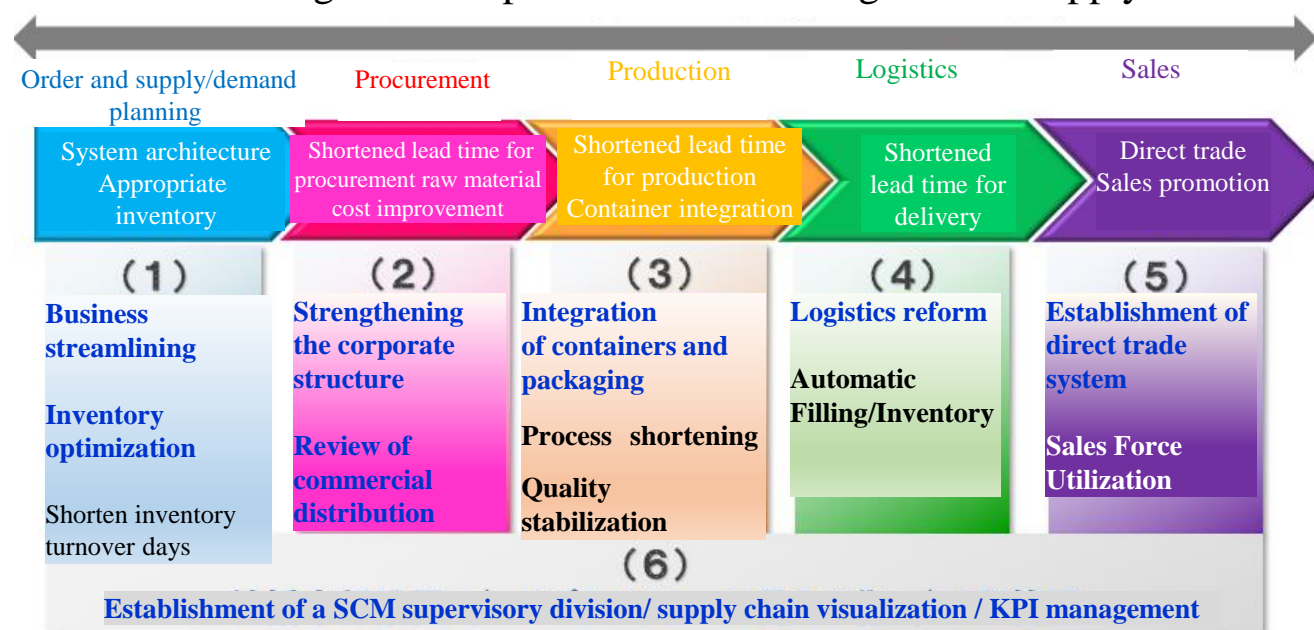 Order and supply/demand
planning
Procurement
Production
Logistics
Sales
System architecture
Appropriate
inventory
Shortened lead time for
procurement raw material
cost improvement
Shortened lead time
for production
Container integration
Shortened
lead time for
delivery
Direct trade
Sales promotion
(1)
Business
streamlining
Inventory
optimization
Shorten inventory
turnover days
(2)
Strengthening
the corporate
structure
Review of
commercial
distribution
(3)
Integration
of containers and
packaging
Process shortening
Quality
stabilization
(4)
Logistics reform
Automatic
Filling/Inventory
(5)
Establishment of
direct trade
system
Sales Force
Utilization
(6)
Establishment of a SCM supervisory division/ supply chain visualization / KPI management